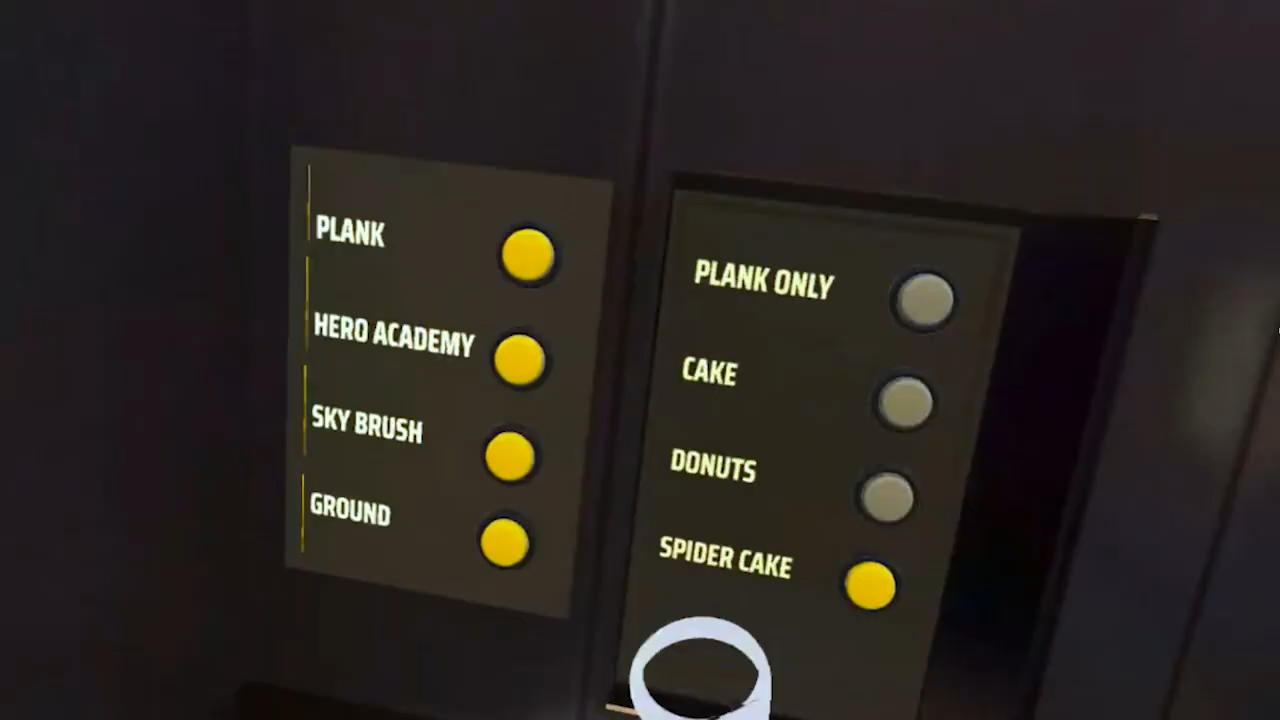 PLANK
HERO ACADEMY
SKY BRUSH
GROUND
PLANK ONLY
CAKE
DONUTS
SPIDER CAKE